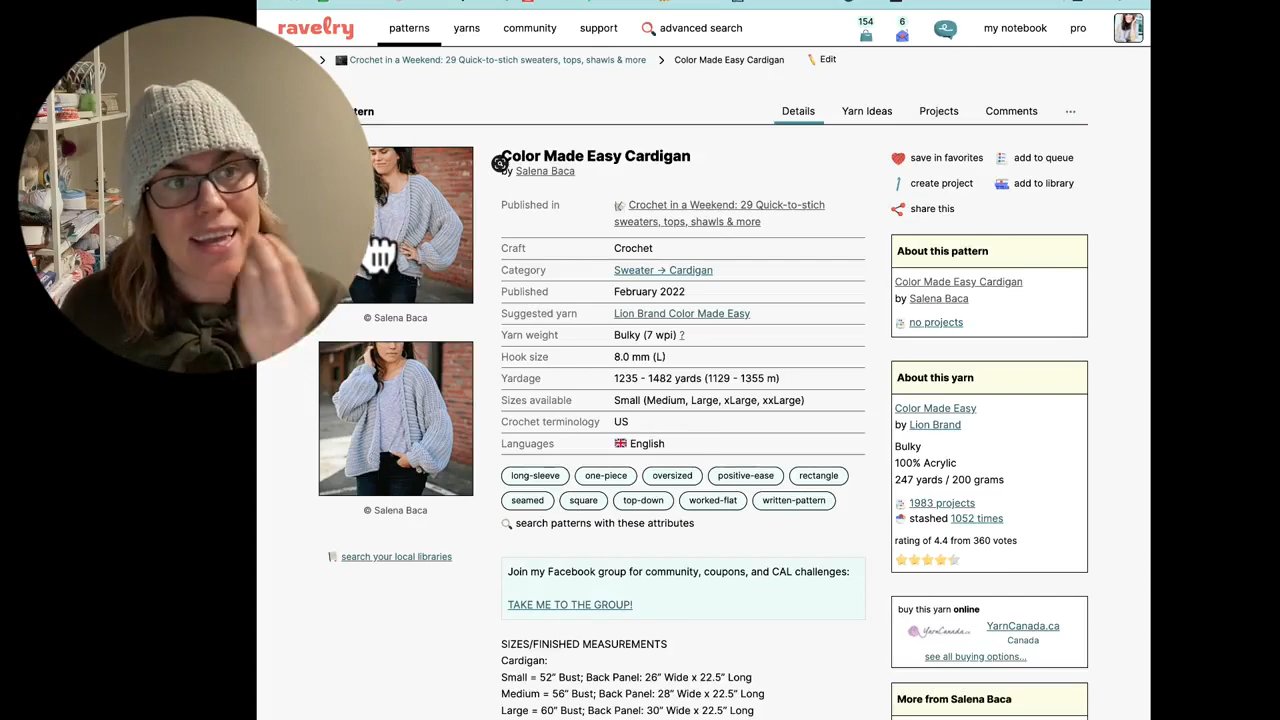 ravelry
patterns
yarns
community
support
advanced search
154
6
my notebook
pro
Crochet in a Weekend: 29 Quick-to-stich sweaters, tops, shawls & more
Color Made Easy Cardigan
Edit
Details
Yarn Ideas
Projects
Comments
Color Made Easy Cardigan
by Salena Baca
Published in
Crochet in a Weekend: 29 Quick-to-stich
sweaters, tops, shawls & more
Craft
Crochet
Category
Sweater → Cardigan
Published
February 2022
Suggested yarn
Lion Brand Color Made Easy
Yarn weight
Bulky (7 wpi) ?
Hook size
8.0 mm (L)
Yardage
1235 - 1482 yards (1129 - 1355 m)
Sizes available
Small (Medium, Large, xLarge, xxLarge)
Crochet terminology
US
Languages
English
long-sleeve
one-piece
oversized
positive-ease
rectangle
seamed
square
top-down
worked-flat
written-pattern
search patterns with these attributes
Join my Facebook group for community, coupons, and CAL challenges:
TAKE ME TO THE GROUP!
SIZES/FINISHED MEASUREMENTS
Cardigan:
Small = 52” Bust; Back Panel: 26” Wide x 22.5” Long
Medium = 56” Bust; Back Panel: 28” Wide x 22.5” Long
Large = 60” Bust; Back Panel: 30” Wide x 22.5” Long
© Salena Baca
© Salena Baca
search your local libraries
save in favorites
add to queue
create project
add to library
share this
About this pattern
Color Made Easy Cardigan
by Salena Baca
no projects
About this yarn
Color Made Easy
by Lion Brand
Bulky
100% Acrylic
247 yards / 200 grams
1983 projects
stashed 1052 times
rating of 4.4 from 360 votes
buy this yarn online
YarnCanada.ca
YarnCanada.ca
Canada
see all buying options...
More from Salena Baca